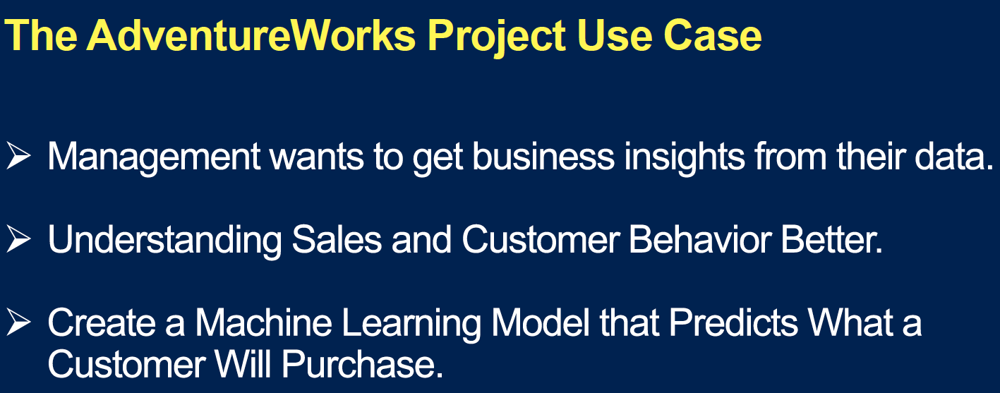 The AdventureWorks Project Use Case
➢ Management wants to get business insights from their data.
➢ Understanding Sales and Customer Behavior Better.
➢ Create a Machine Learning Model that Predicts What a
Customer Will Purchase.